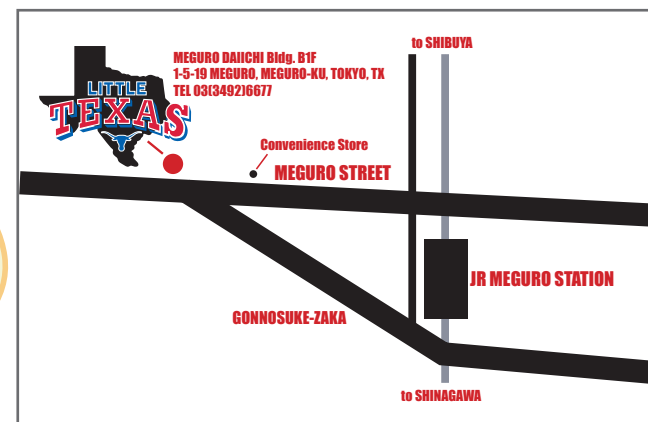 to SHIBUYA
MEGURO DAIICHI Bldg. B1F
1-5-19 MEGURO, MEGURO-KU, TOKYO, TX
TEL 03(3492)6677
LITTLE
TEXAS
Convenience Store
MEGURO STREET
JR MEGURO STATION
GONNOSUKE-ZAKA
to SHINAGAWA